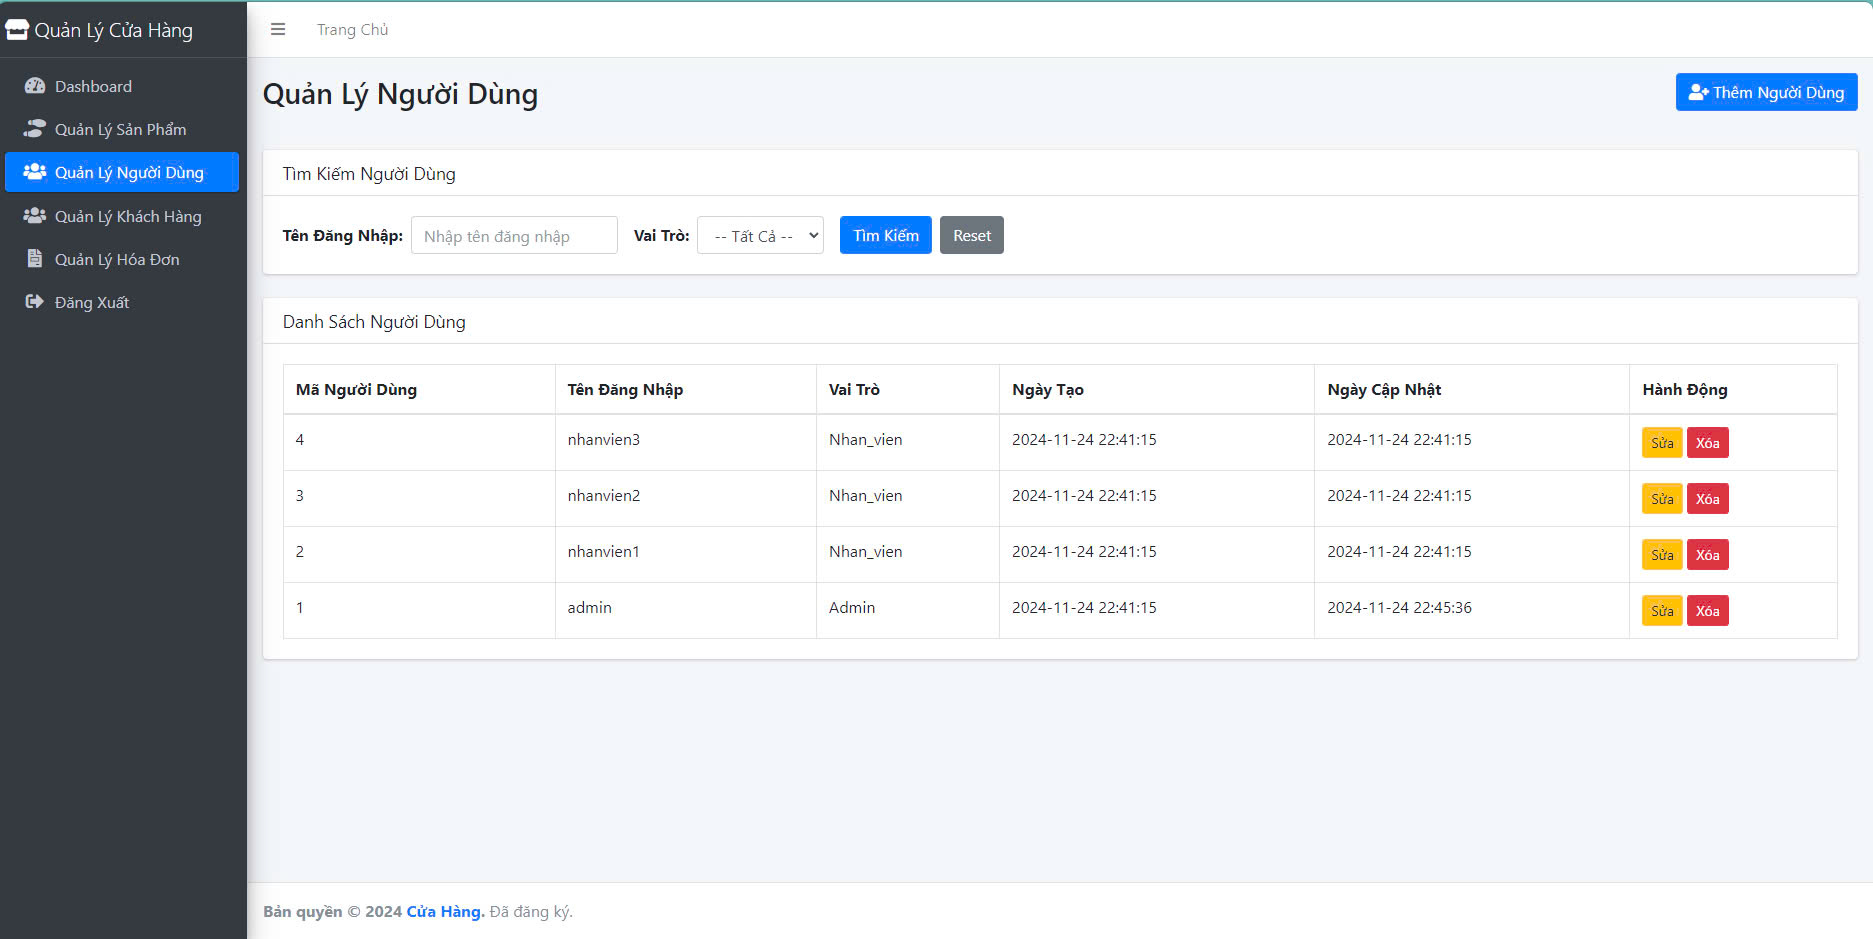 Quản Lý Cửa Hàng
Trang Chủ
Dashboard
Quản Lý Sản Phẩm
Quản Lý Người Dùng
Quản Lý Khách Hàng
Quản Lý Hóa Đơn
Đăng Xuất
Quản Lý Người Dùng
Thêm Người Dùng
Tìm Kiếm Người Dùng
Tên Đăng Nhập: Nhập tên đăng nhập Vai Trò: -- Tất Cả -- Tìm Kiếm Reset
Danh Sách Người Dùng
Mã Người Dùng Tên Đăng Nhập Vai Trò Ngày Tạo Ngày Cập Nhật Hành Động
4 nhanvien3 Nhan_vien 2024-11-24 22:41:15 2024-11-24 22:41:15 Sửa Xóa
3 nhanvien2 Nhan_vien 2024-11-24 22:41:15 2024-11-24 22:41:15 Sửa Xóa
2 nhanvien1 Nhan_vien 2024-11-24 22:41:15 2024-11-24 22:41:15 Sửa Xóa
1 admin Admin 2024-11-24 22:41:15 2024-11-24 22:45:36 Sửa Xóa
Bản quyền © 2024 Cửa Hàng. Đã đăng ký.